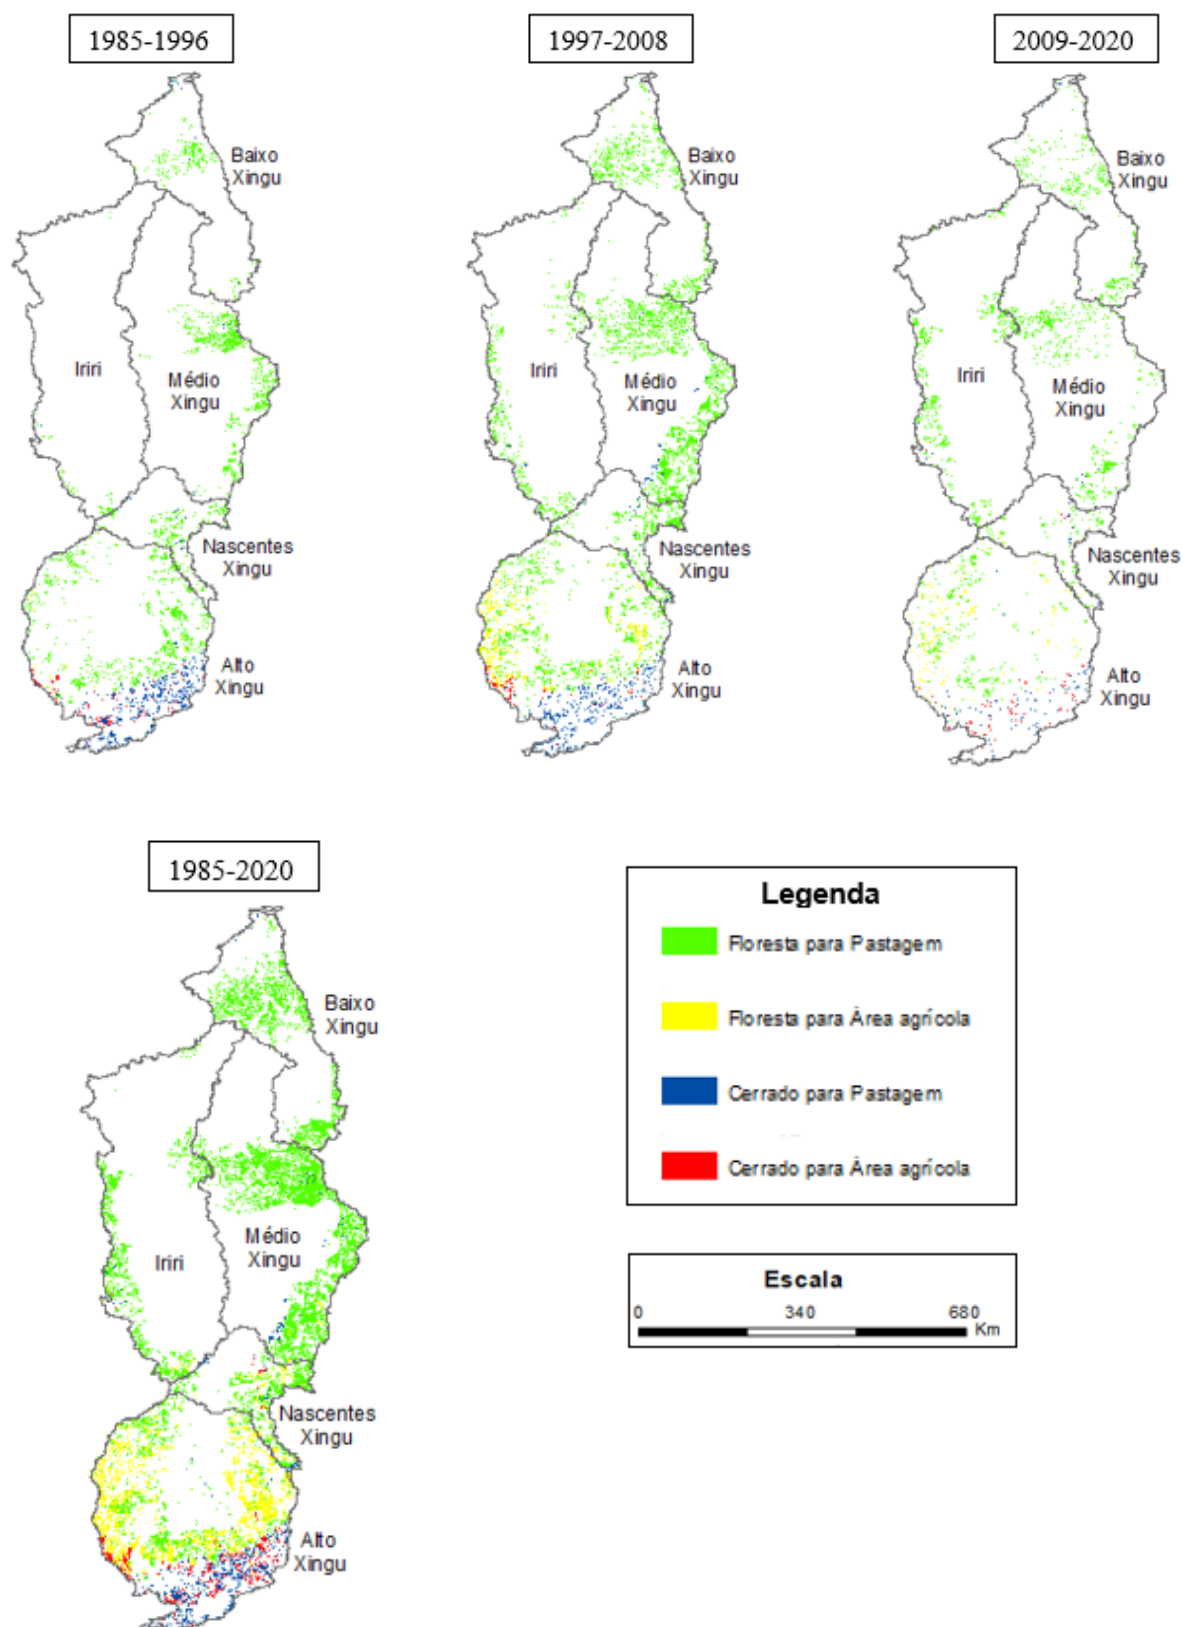 1985-1996
1997-2008
2009-2020
Baixo
Xingu
Iriri
Médio
Xingu
Nascentes
Xingu
Alto
Xingu
Baixo
Xingu
Iriri
Médio
Xingu
Nascentes
Xingu
Alto
Xingu
Baixo
Xingu
Iriri
Médio
Xingu
Nascentes
Xingu
Alto
Xingu
1985-2020
Baixo
Xingu
Médio
Xingu
Iriri
Nascentes
Xingu
Alto
Xingu
Legenda
Floresta para Pastagem
Floresta para Área agrícola
Cerrado para Pastagem
Cerrado para Área agrícola
Escala
0 340 680
Km